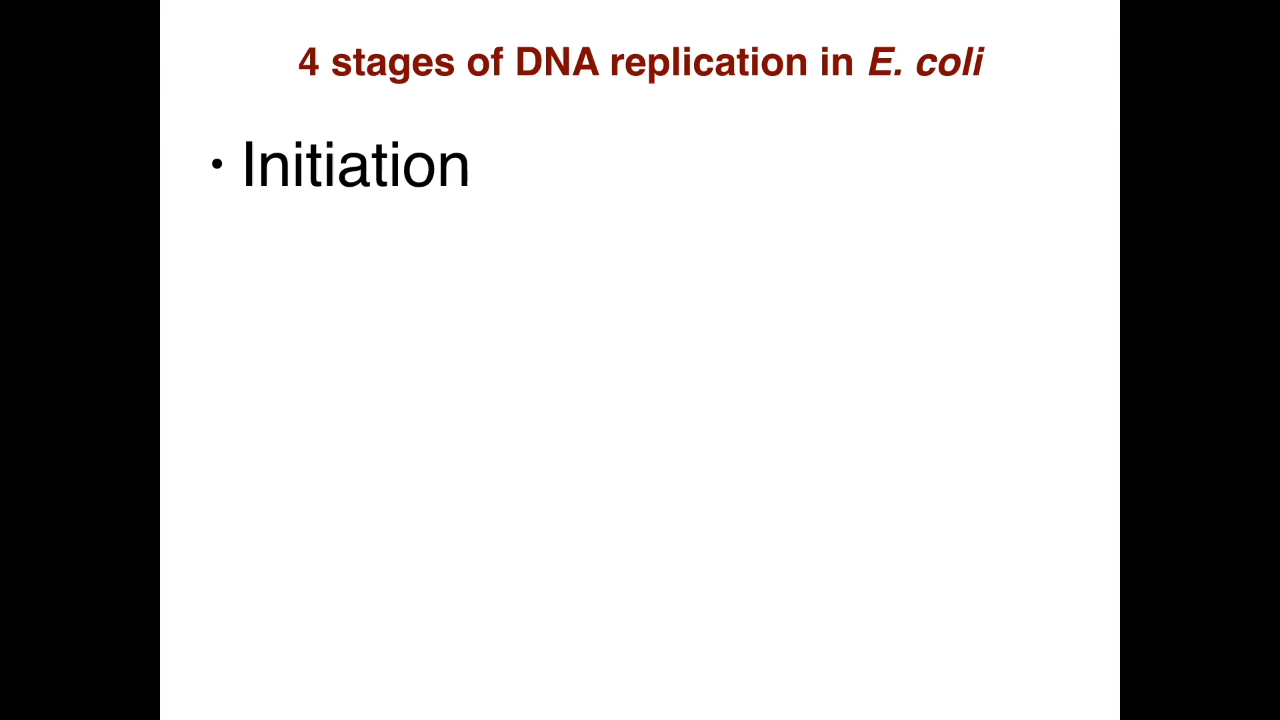 4 stages of DNA replication in E. coli
• Initiation